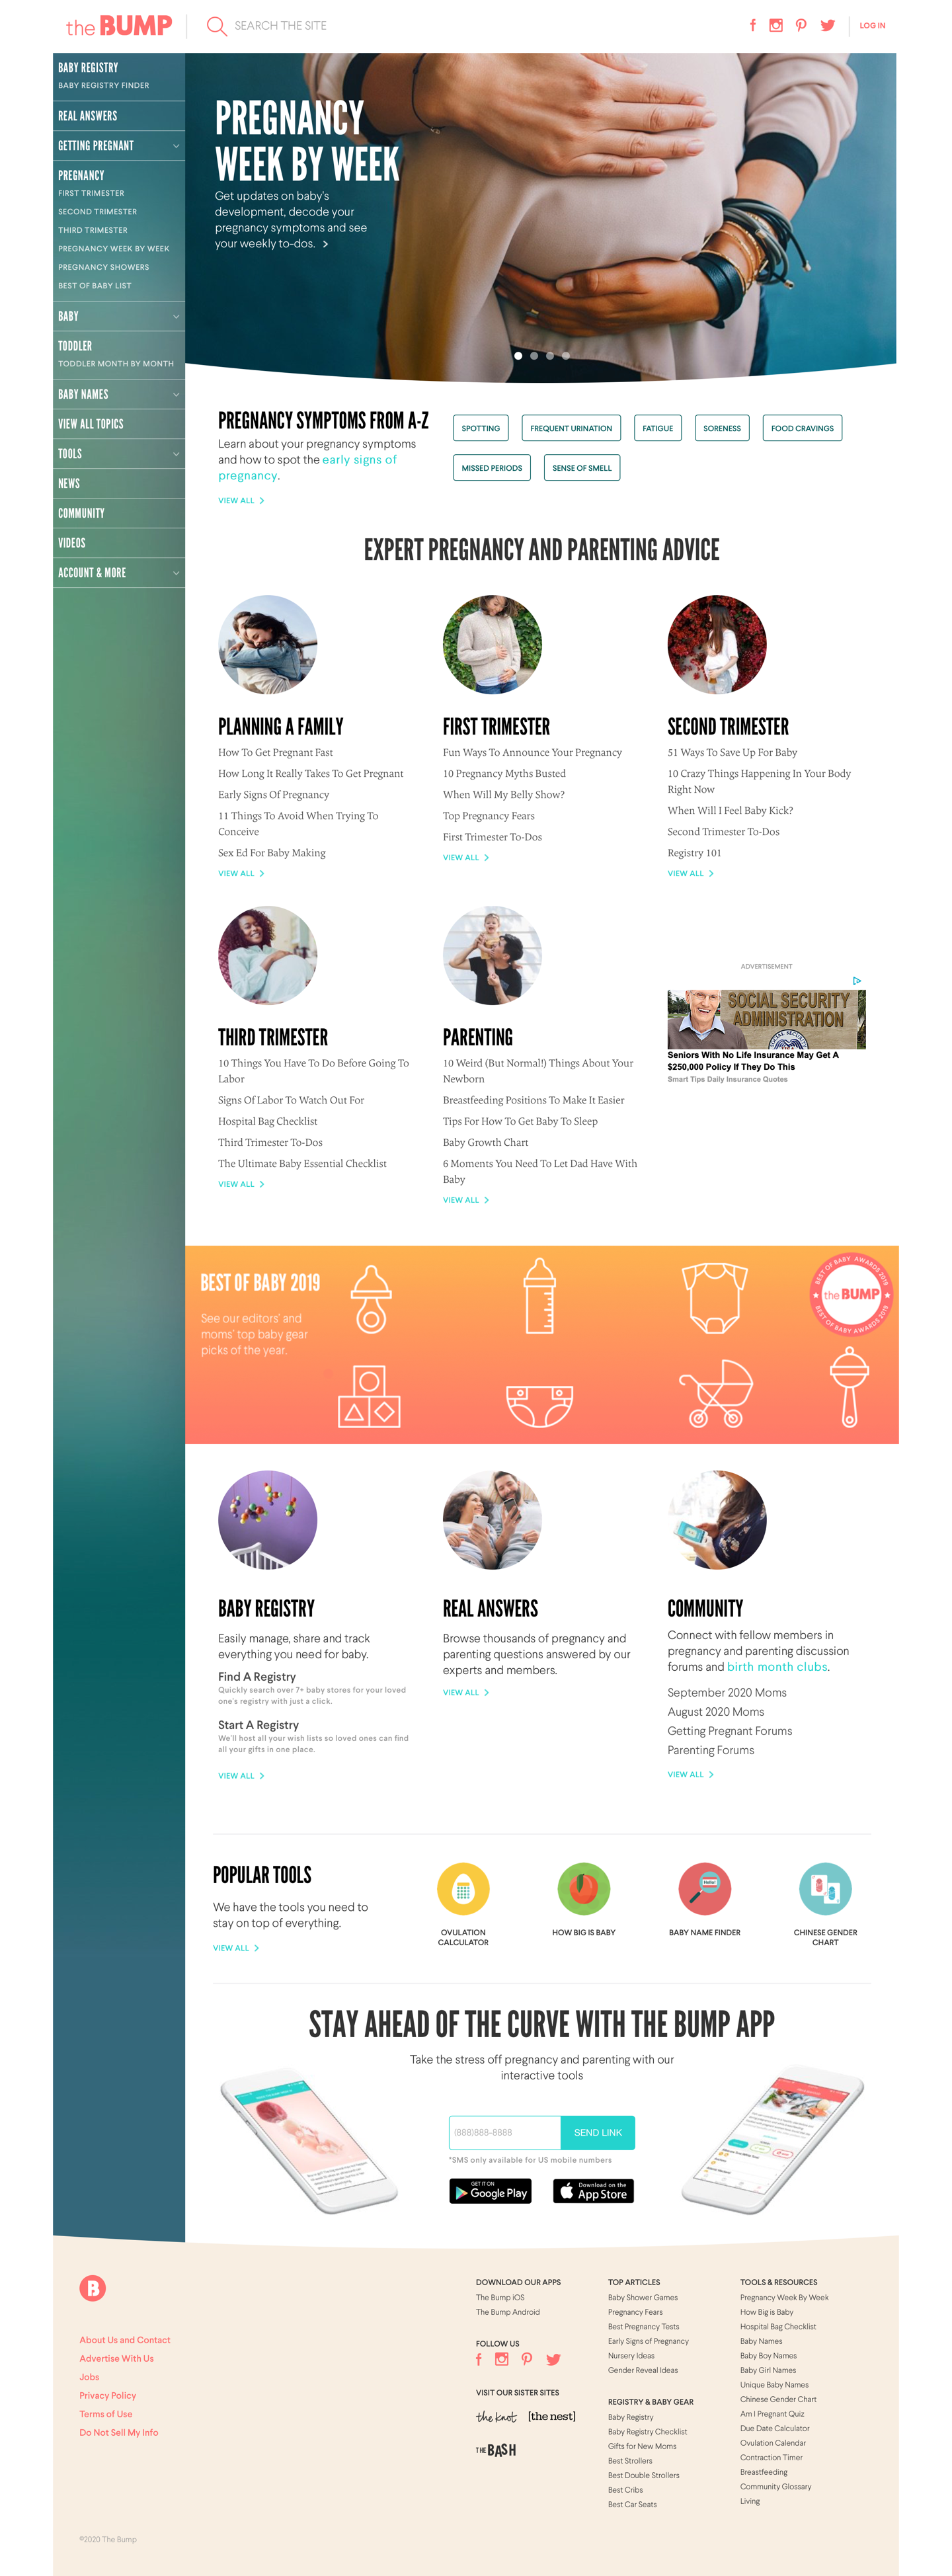 the BUMP
SEARCH THE SITE
LOG IN
BABY REGISTRY
BABY REGISTRY FINDER
REAL ANSWERS
GETTING PREGNANT
PREGNANCY
FIRST TRIMESTER
SECOND TRIMESTER
THIRD TRIMESTER
PREGNANCY WEEK BY WEEK
PREGNANCY SHOWERS
BEST OF BABY LIST
BABY
TODDLER
TODDLER MONTH BY MONTH
BABY NAMES
VIEW ALL TOPICS
TOOLS
NEWS
COMMUNITY
VIDEOS
ACCOUNT & MORE
PREGNANCY
WEEK BY WEEK
Get updates on baby's
development, decode your
pregnancy symptoms and see
your weekly to-dos.
PREGNANCY SYMPTOMS FROM A-Z
Learn about your pregnancy symptoms
and how to spot the early signs of
pregnancy.
VIEW ALL
SPOTTING
FREQUENT URINATION
FATIGUE
SORENESS
FOOD CRAVINGS
MISSED PERIODS
SENSE OF SMELL
EXPERT PREGNANCY AND PARENTING ADVICE
PLANNING A FAMILY
How To Get Pregnant Fast
How Long It Really Takes To Get Pregnant
Early Signs Of Pregnancy
11 Things To Avoid When Trying To
Conceive
Sex Ed For Baby Making
VIEW ALL
FIRST TRIMESTER
Fun Ways To Announce Your Pregnancy
10 Pregnancy Myths Busted
When Will My Belly Show?
Top Pregnancy Fears
First Trimester To-Dos
VIEW ALL
SECOND TRIMESTER
51 Ways To Save Up For Baby
10 Crazy Things Happening In Your Body
Right Now
When Will I Feel Baby Kick?
Second Trimester To-Dos
Registry 101
VIEW ALL
THIRD TRIMESTER
10 Things You Have To Do Before Going To
Labor
Signs Of Labor To Watch Out For
Hospital Bag Checklist
Third Trimester To-Dos
The Ultimate Baby Essential Checklist
VIEW ALL
PARENTING
10 Weird (But Normal!) Things About Your
Newborn
Breastfeeding Positions To Make It Easier
Tips For How To Get Baby To Sleep
Baby Growth Chart
6 Moments You Need To Let Dad Have With
Baby
VIEW ALL
ADVERTISEMENT
SOCIAL SECURITY
ADMINISTRATION
Seniors With No Life Insurance May Get A
$250,000 Policy If They Do This
Smart Tips Daily Insurance Quotes
BEST OF BABY 2019
See our editors' and
moms' top baby gear
picks of the year.
BEST OF BABY AWARDS 2019
the BUMP
BEST OF BABY AWARDS 2019
BABY REGISTRY
Easily manage, share and track
everything you need for baby.
Find A Registry
Quickly search over 7+ baby stores for your loved
one's registry with just a click.
Start A Registry
We'll host all your wish lists so loved ones can find
all your gifts in one place.
VIEW ALL
REAL ANSWERS
Browse thousands of pregnancy and
parenting questions answered by our
experts and members.
VIEW ALL
COMMUNITY
Connect with fellow members in
pregnancy and parenting discussion
forums and birth month clubs.
September 2020 Moms
August 2020 Moms
Getting Pregnant Forums
Parenting Forums
VIEW ALL
POPULAR TOOLS
We have the tools you need to
stay on top of everything.
VIEW ALL
OVULATION
CALCULATOR
HOW BIG IS BABY
BABY NAME FINDER
CHINESE GENDER
CHART
STAY AHEAD OF THE CURVE WITH THE BUMP APP
Take the stress off pregnancy and parenting with our
interactive tools
(888)888-8888
SEND LINK
*SMS only available for US mobile numbers
GET IT ON
Google Play
Download on the
App Store
B
About Us and Contact
Advertise With Us
Jobs
Privacy Policy
Terms of Use
Do Not Sell My Info
©2020 The Bump
DOWNLOAD OUR APPS
The Bump iOS
The Bump Android
FOLLOW US
VISIT OUR SISTER SITES
the knot
[the nest]
THE BASH
TOP ARTICLES
Baby Shower Games
Pregnancy Fears
Best Pregnancy Tests
Early Signs of Pregnancy
Nursery Ideas
Gender Reveal Ideas
REGISTRY & BABY GEAR
Baby Registry
Baby Registry Checklist
Gifts for New Moms
Best Strollers
Best Double Strollers
Best Cribs
Best Car Seats
TOOLS & RESOURCES
Pregnancy Week By Week
How Big is Baby
Hospital Bag Checklist
Baby Names
Baby Boy Names
Baby Girl Names
Unique Baby Names
Chinese Gender Chart
Am I Pregnant Quiz
Due Date Calculator
Ovulation Calendar
Contraction Timer
Breastfeeding
Community Glossary
Living